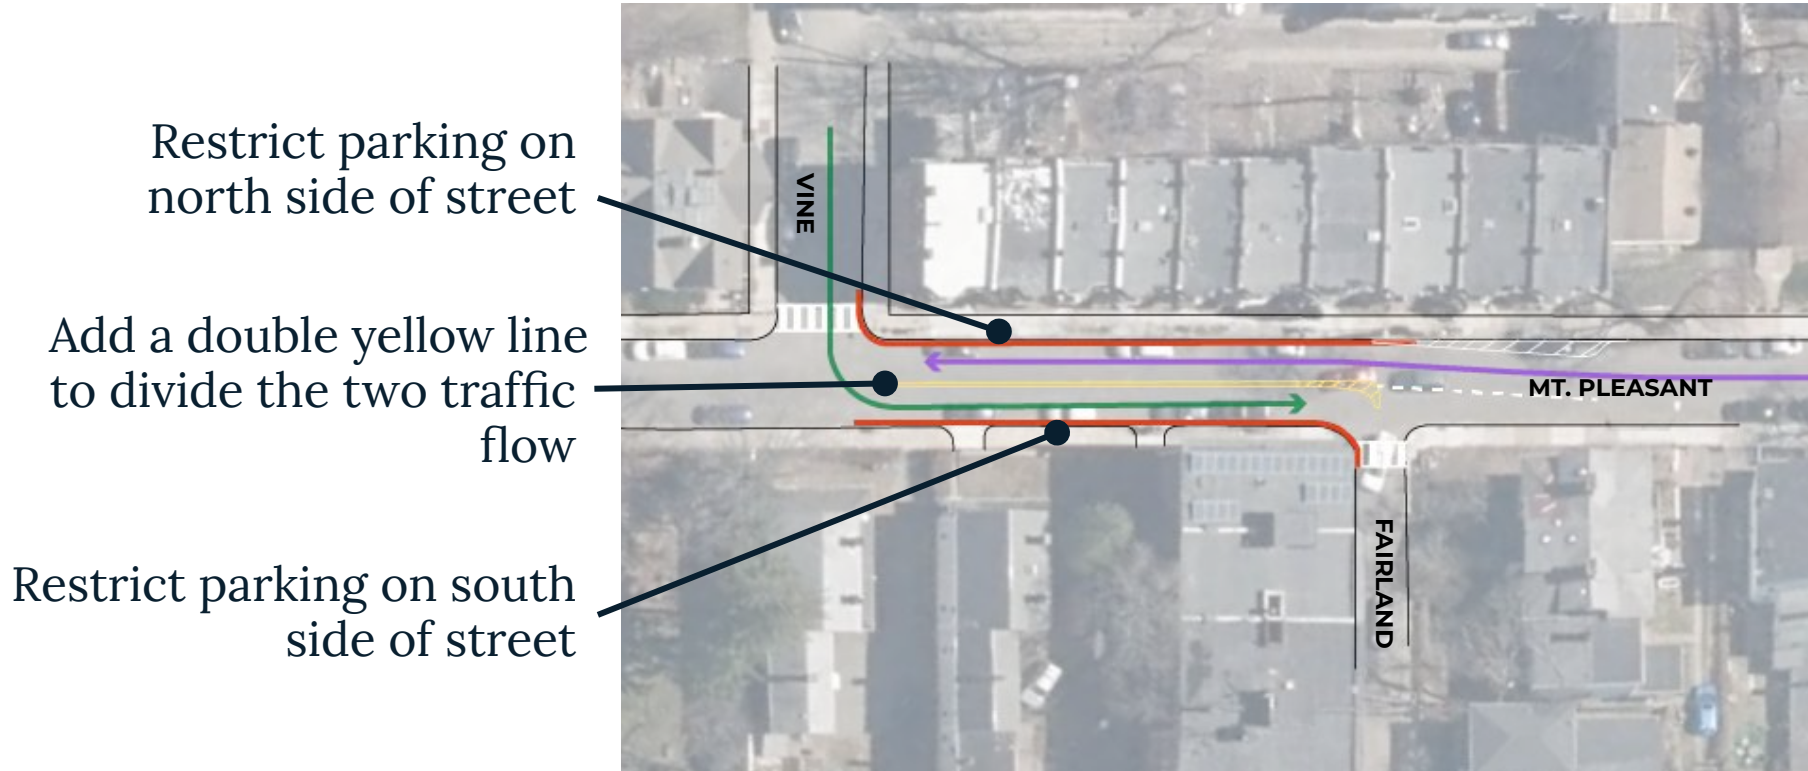 Restrict parking on
north side of street
Add a double yellow line
to divide the two traffic
flow
Restrict parking on south
side of street
VINE
MT. PLEASANT
FAIRLAND